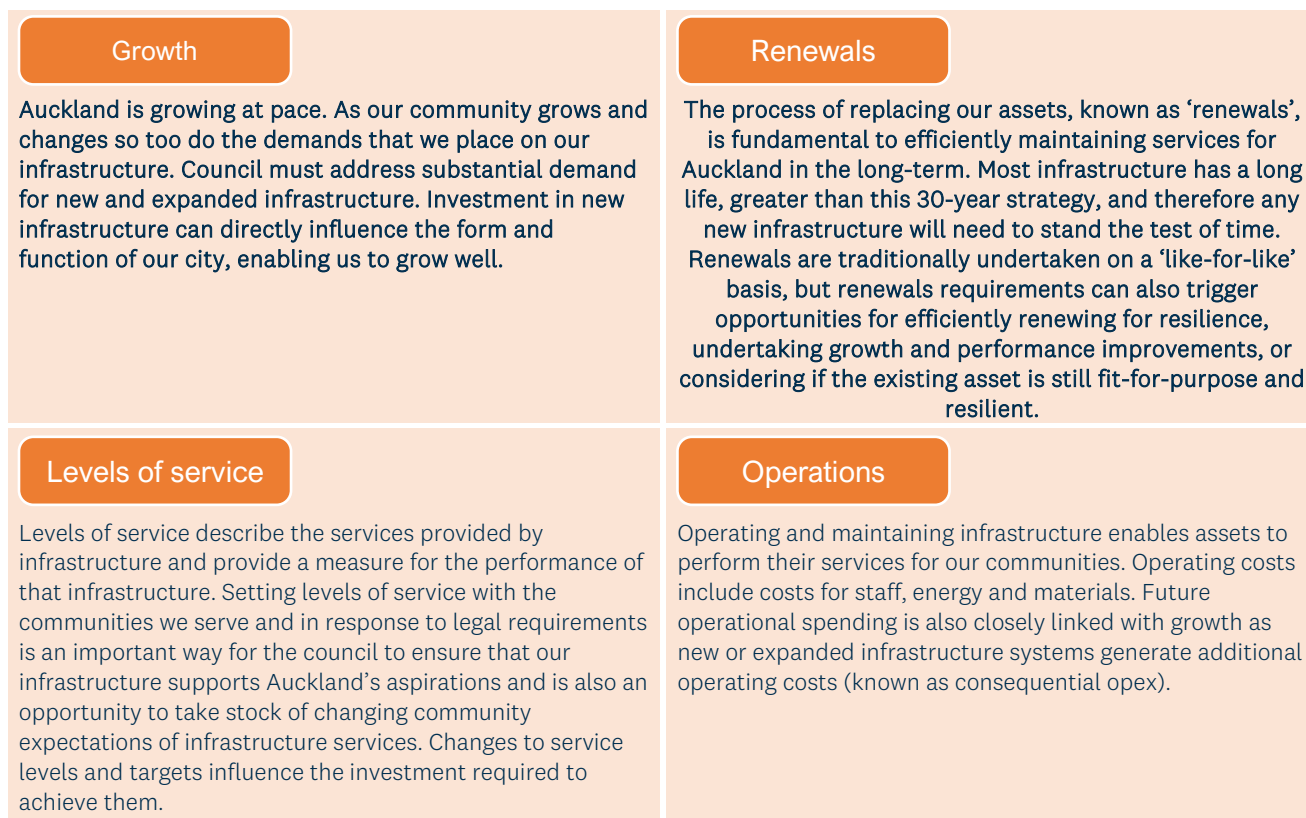 Growth
Auckland is growing at pace. As our community grows and
changes so too do the demands that we place on our
infrastructure. Council must address substantial demand
for new and expanded infrastructure. Investment in new
infrastructure can directly influence the form and
function of our city, enabling us to grow well.
Renewals
The process of replacing our assets, known as ‘renewals’,
is fundamental to efficiently maintaining services for
Auckland in the long-term. Most infrastructure has a long
life, greater than this 30-year strategy, and therefore any
new infrastructure will need to stand the test of time.
Renewals are traditionally undertaken on a ‘like-for-like’
basis, but renewals requirements can also trigger
opportunities for efficiently renewing for resilience,
undertaking growth and performance improvements, or
considering if the existing asset is still fit-for-purpose and
resilient.
Levels of service
Levels of service describe the services provided by
infrastructure and provide a measure for the performance of
that infrastructure. Setting levels of service with the
communities we serve and in response to legal requirements
is an important way for the council to ensure that our
infrastructure supports Auckland’s aspirations and is also an
opportunity to take stock of changing community
expectations of infrastructure services. Changes to service
levels and targets influence the investment required to
achieve them.
Operations
Operating and maintaining infrastructure enables assets to
perform their services for our communities. Operating costs
include costs for staff, energy and materials. Future
operational spending is also closely linked with growth as
new or expanded infrastructure systems generate additional
operating costs (known as consequential opex).